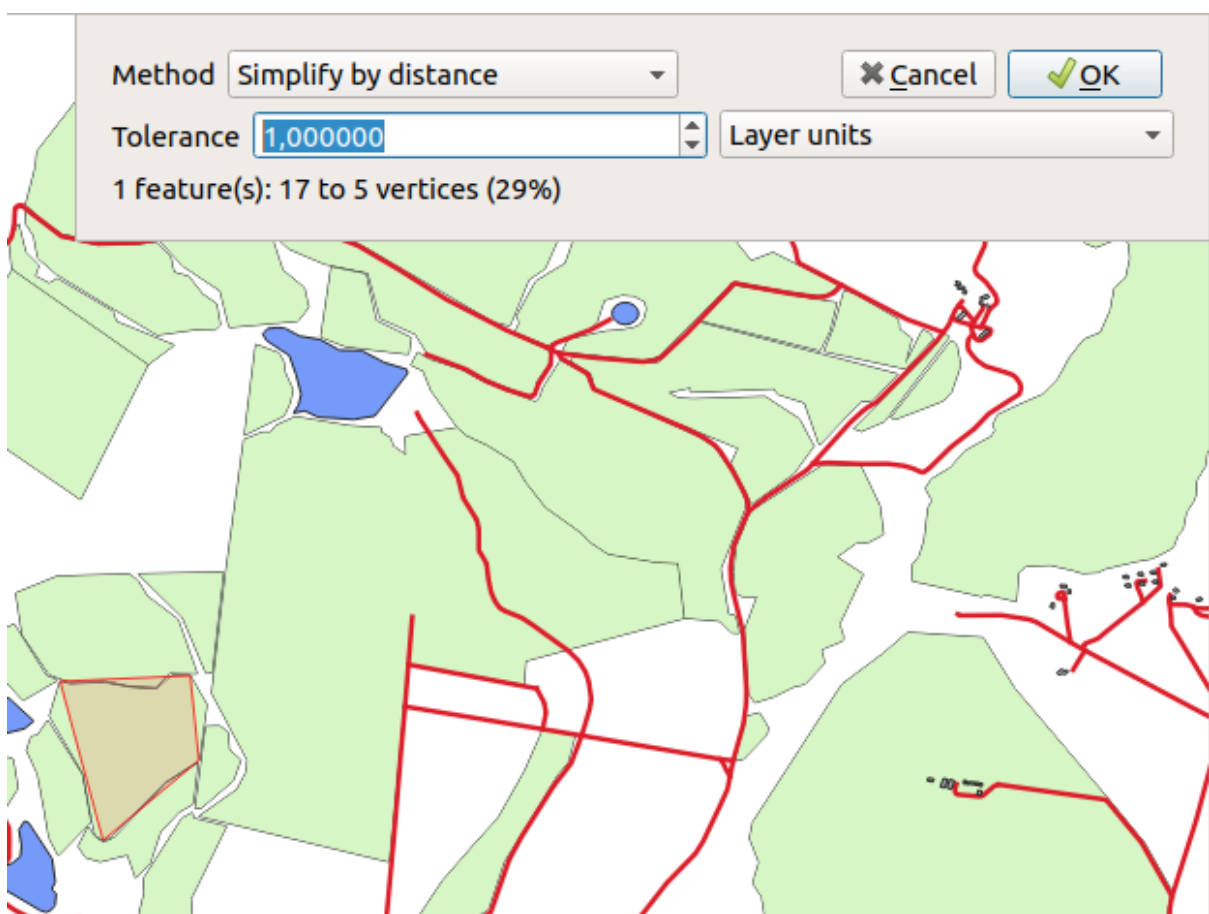 Method Simplify by distance Cancel OK
Tolerance 1,000000 Layer units
1 feature(s): 17 to 5 vertices (29%)